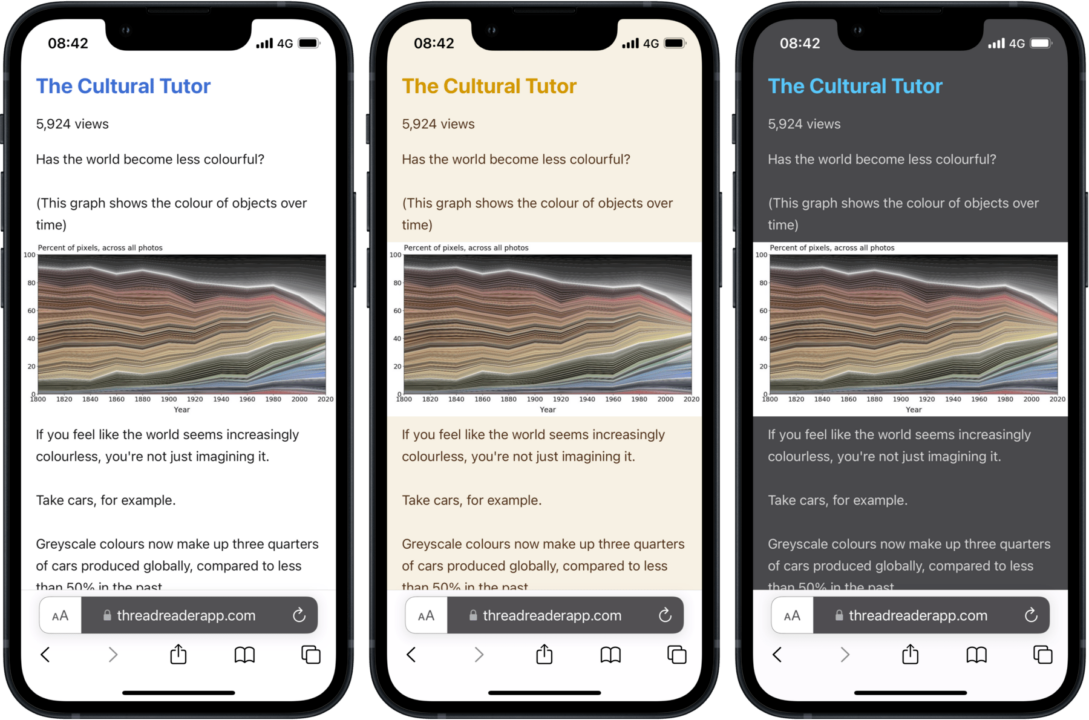 08:42
4G
The Cultural Tutor
5,924 views
Has the world become less colourful?
(This graph shows the colour of objects over
time)
Percent of pixels, across all photos
100
80
60
40
20
0
1800 1820 1840 1860 1880 1900 1920 1940 1960 1980 2000 2020
Year
If you feel like the world seems increasingly
colourless, you're not just imagining it.
Take cars, for example.
Greyscale colours now make up three quarters
of cars produced globally, compared to less
than 50% in the past
AA threadreaderapp.com
08:42
4G
The Cultural Tutor
5,924 views
Has the world become less colourful?
(This graph shows the colour of objects over
time)
Percent of pixels, across all photos
100
80
60
40
20
0
1800 1820 1840 1860 1880 1900 1920 1940 1960 1980 2000 2020
Year
If you feel like the world seems increasingly
colourless, you're not just imagining it.
Take cars, for example.
Greyscale colours now make up three quarters
of cars produced globally, compared to less
than 50% in the past
AA threadreaderapp.com
08:42
4G
The Cultural Tutor
5,924 views
Has the world become less colourful?
(This graph shows the colour of objects over
time)
Percent of pixels, across all photos
100
80
60
40
20
0
1800 1820 1840 1860 1880 1900 1920 1940 1960 1980 2000 2020
Year
If you feel like the world seems increasingly
colourless, you're not just imagining it.
Take cars, for example.
Greyscale colours now make up three quarters
of cars produced globally, compared to less
than 50% in the past
AA threadreaderapp.com